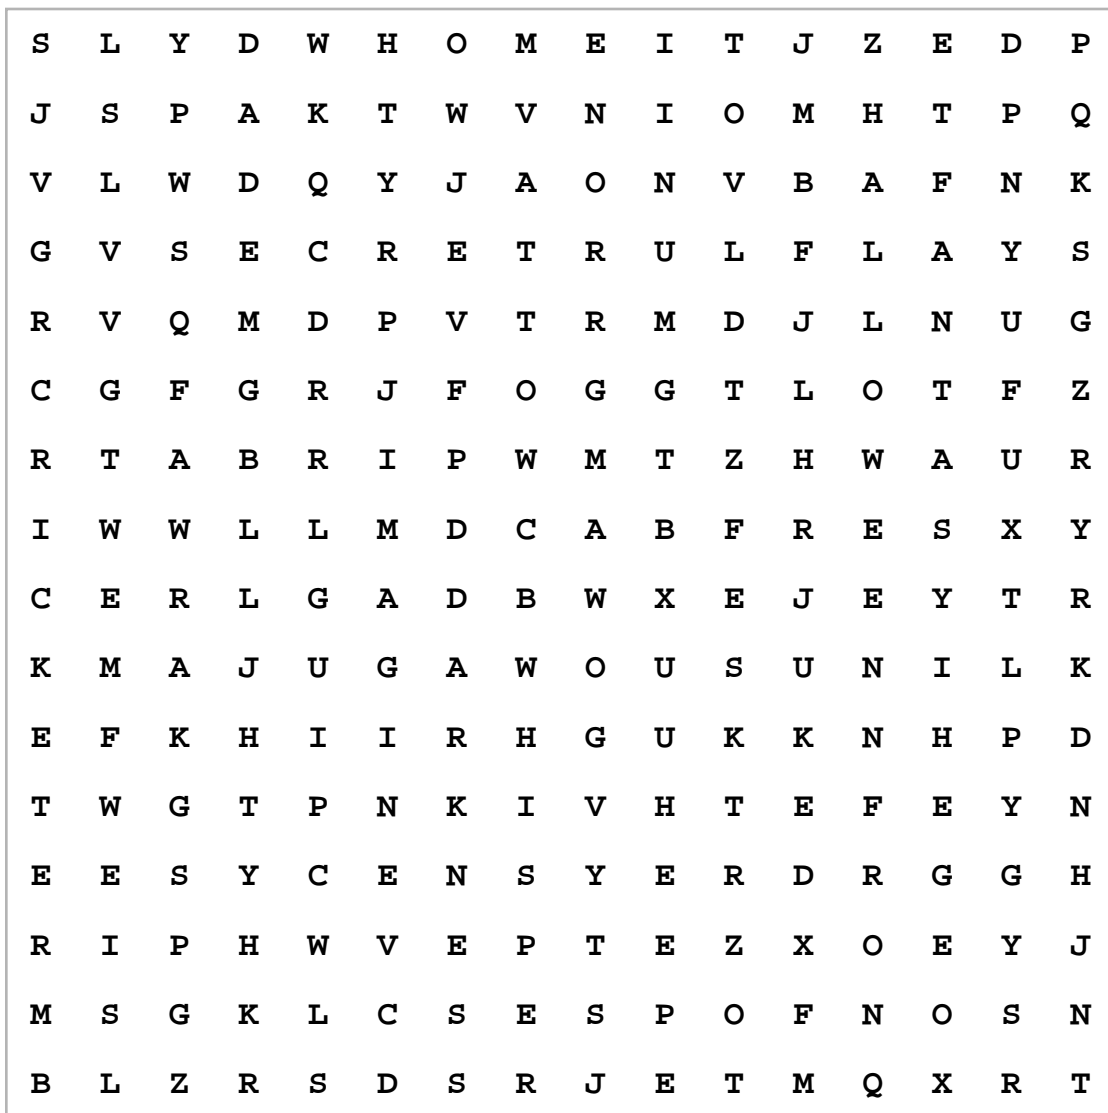 S L Y D W H O M E I T J Z E D P
J S P A K T W V N I O M H T P Q
V L W D Q Y J A O N V B A F N K
G V S E C R E T R U L F L A Y S
R V Q M D P V T R M D J L N U G
C G F G R J F O G G T L O T F Z
R T A B R I P W M T Z H W A U R
I W W L L M D C A B F R E S X Y
C E R L G A D B W X E J E Y T R
K M A J U G A W O U S U N I L K
E F K H I I R H G U K K N H P D
T W G T P N K I V H T E F E Y N
E E S Y C E N S Y E R D R G G H
R I P H W V E P T E Z X O E Y J
M S G K L C S E S P O F N O S N
B L Z R S D S R J E T M Q X R T